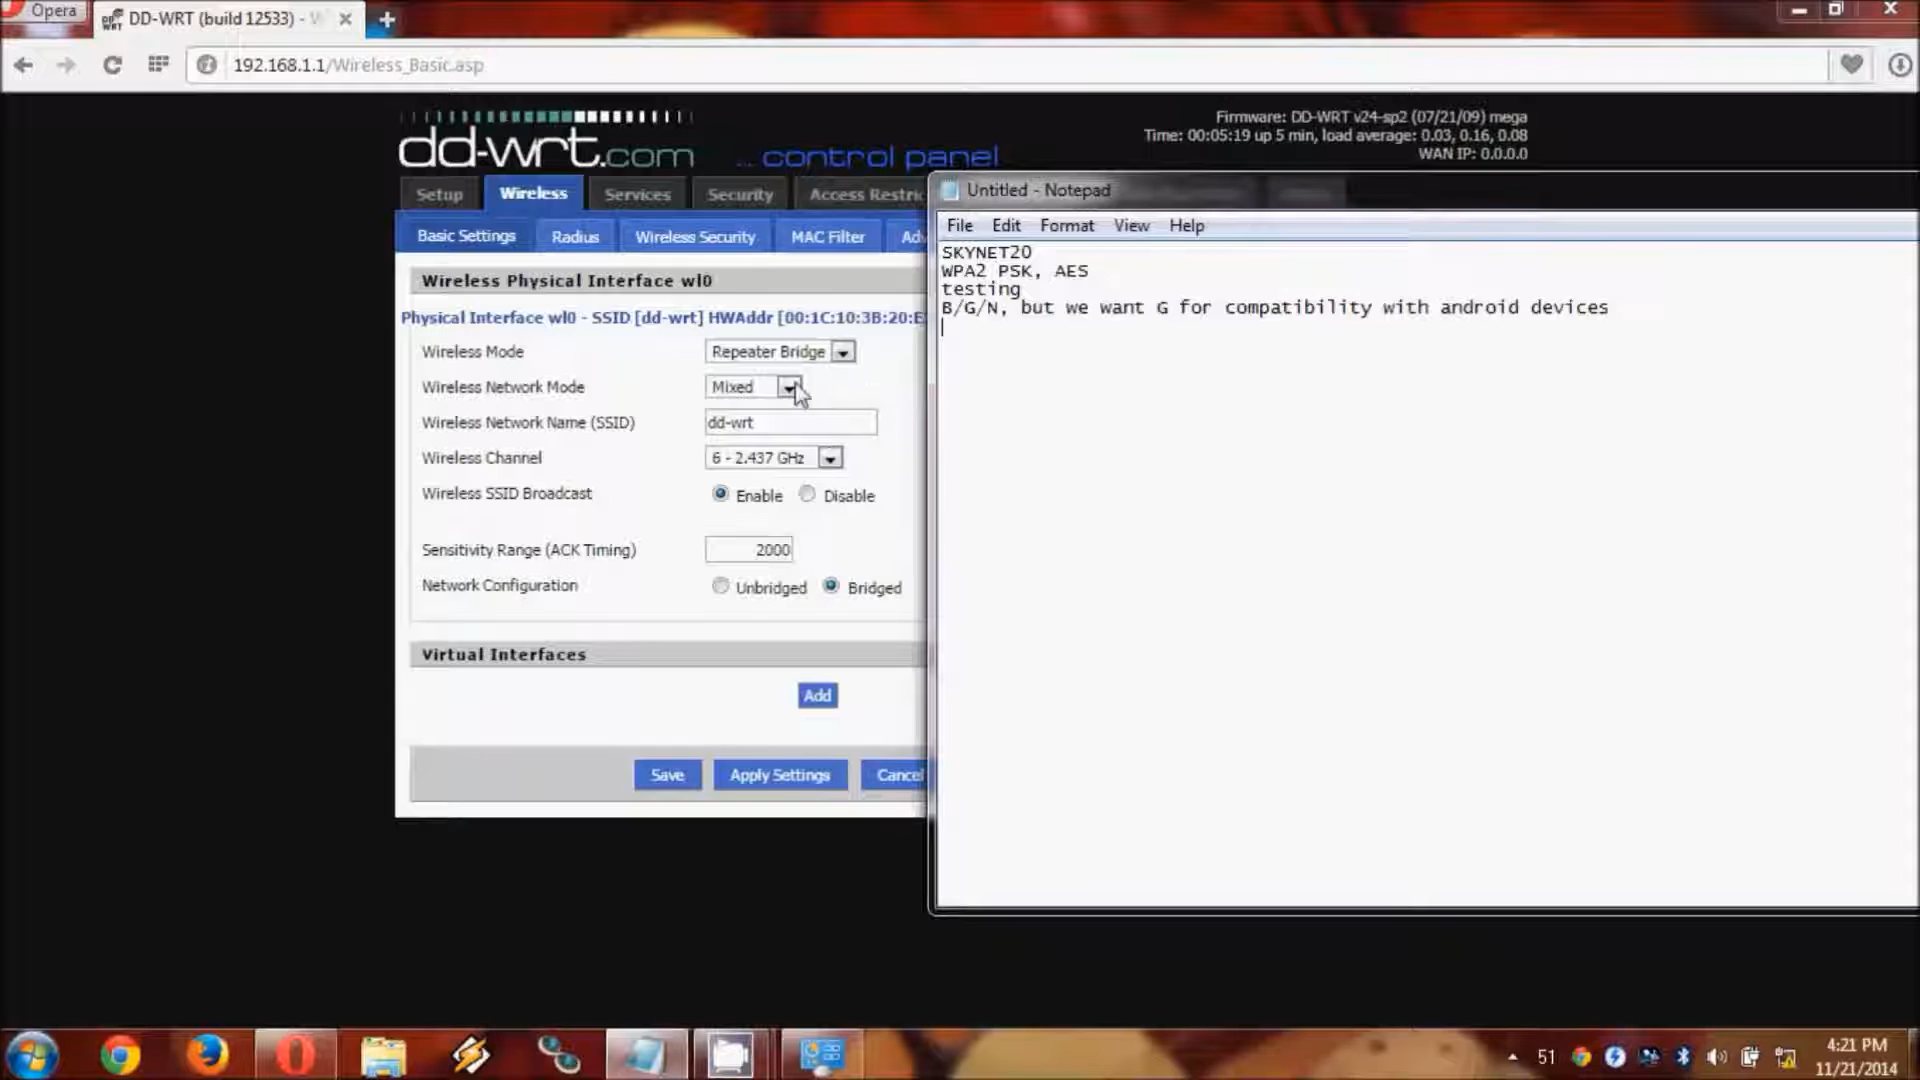 Opera
DD-WRT (build 12533) - W
192.168.1.1/Wireless_Basic.asp
dd-wrt.com
... control panel
Firmware: DD-WRT v24-sp2 (07/21/09) mega
Time: 00:05:19 up 5 min, load average: 0.03, 0.16, 0.08
WAN IP: 0.0.0.0
Setup Wireless Services Security Access Restric
Basic Settings Radius Wireless Security MAC Filter Adv
Wireless Physical Interface wl0
Physical Interface wl0 - SSID [dd-wrt] HWAddr [00:1C:10:3B:20:E
Wireless Mode Repeater Bridge
Wireless Network Mode Mixed
Wireless Network Name (SSID) dd-wrt
Wireless Channel 6 - 2.437 GHz
Wireless SSID Broadcast Enable Disable
Sensitivity Range (ACK Timing) 2000
Network Configuration Unbridged Bridged
Virtual Interfaces
Add
Save Apply Settings Cancel
Untitled - Notepad
File Edit Format View Help
SKYNET20
WPA2 PSK, AES
testing
B/G/N, but we want G for compatibility with android devices
51
4:21 PM
11/21/2014